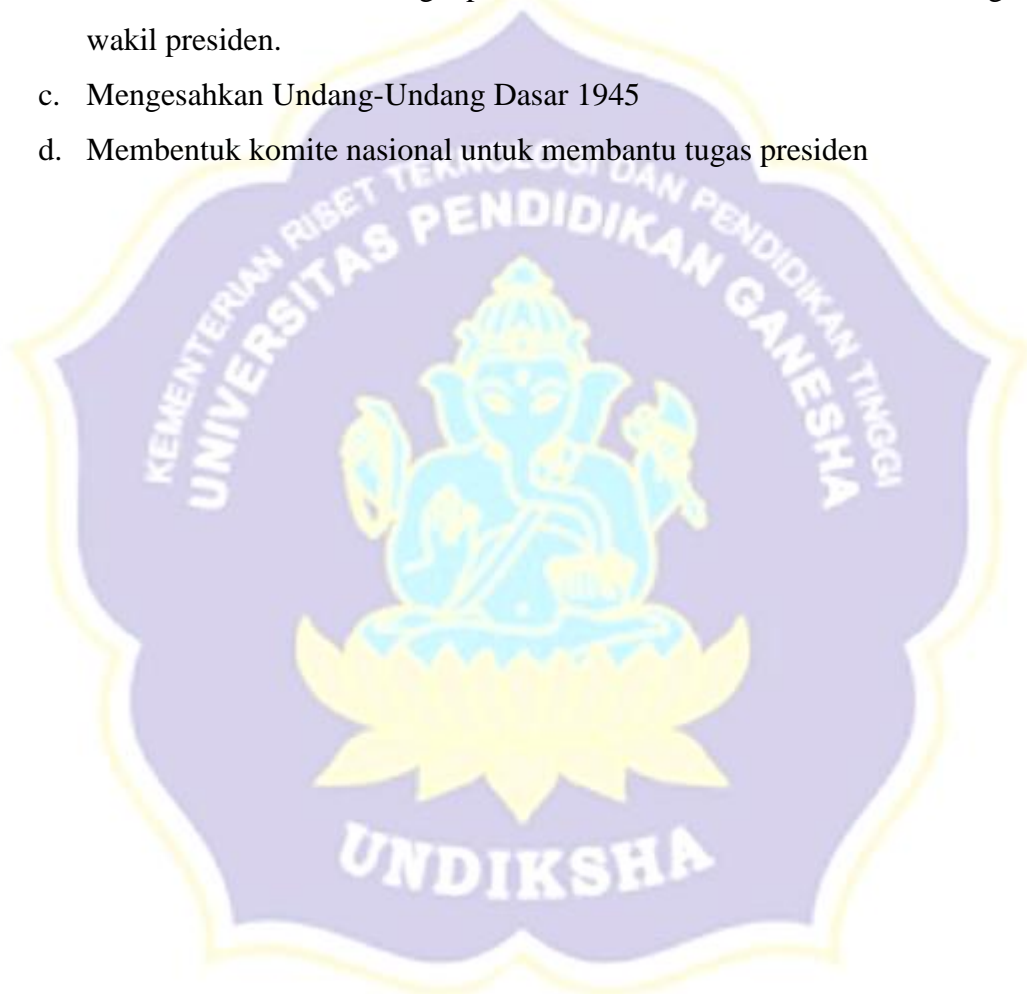 wakil presiden.
c. Mengesahkan Undang-Undang Dasar 1945
d. Membentuk komite nasional untuk membantu tugas presiden
KEMENTERIAN RISET TEKNOLOGI DAN PENDIDIKAN TINGGI
UNIVERSITAS PENDIDIKAN GANESHA
UNDIKSHA